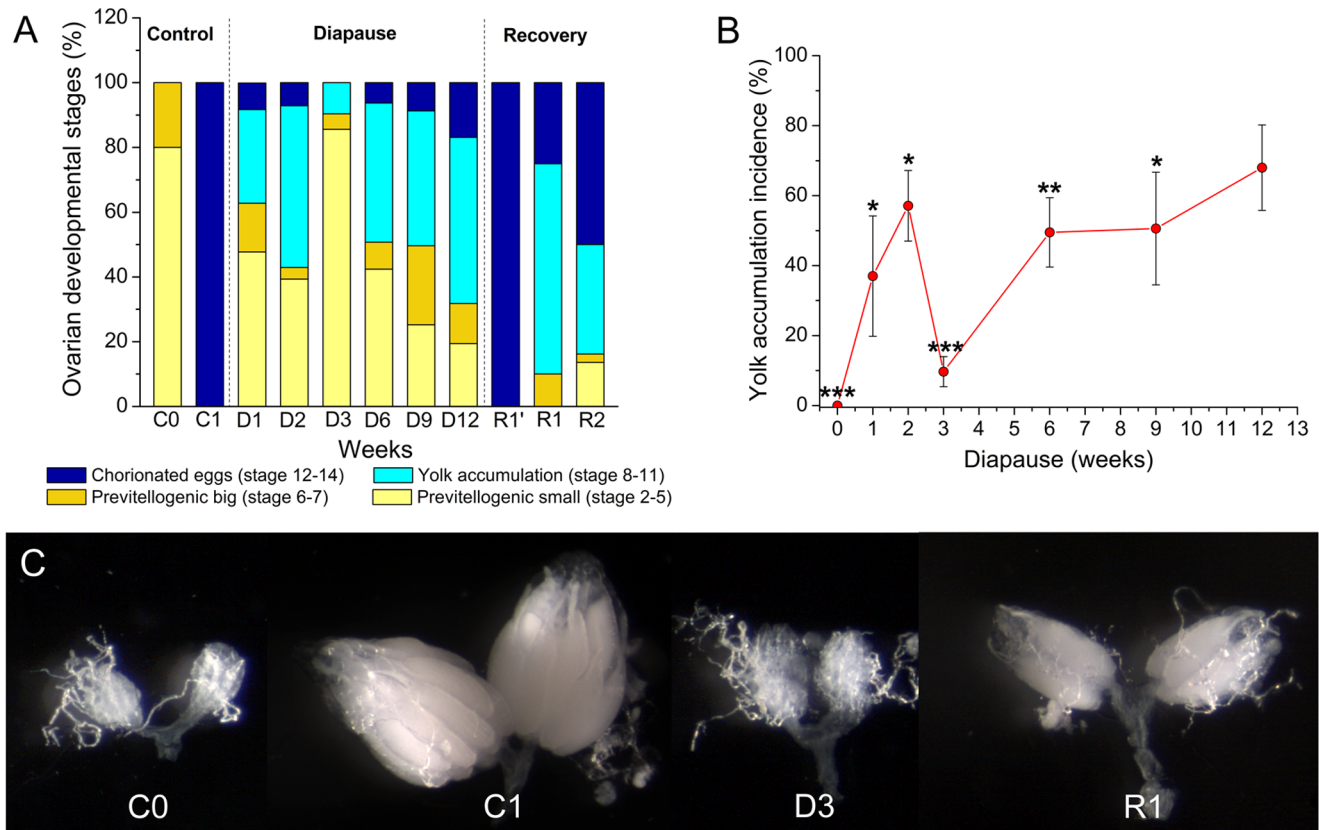 A
Ovarian developmental stages (%)
120
100
80
60
40
20
0
Control
Diapause
Recovery
C0 C1 D1 D2 D3 D6 D9 D12 R1' R1 R2
Weeks
Chorionated eggs (stage 12-14)
Yolk accumulation (stage 8-11)
Previtellogenic big (stage 6-7)
Previtellogenic small (stage 2-5)
B
Yolk accumulation incidence (%)
100
80
60
40
20
0
***
*
*
***
**
*
0 1 2 3 4 5 6 7 8 9 10 11 12 13
Diapause (weeks)
C
C0
C1
D3
R1